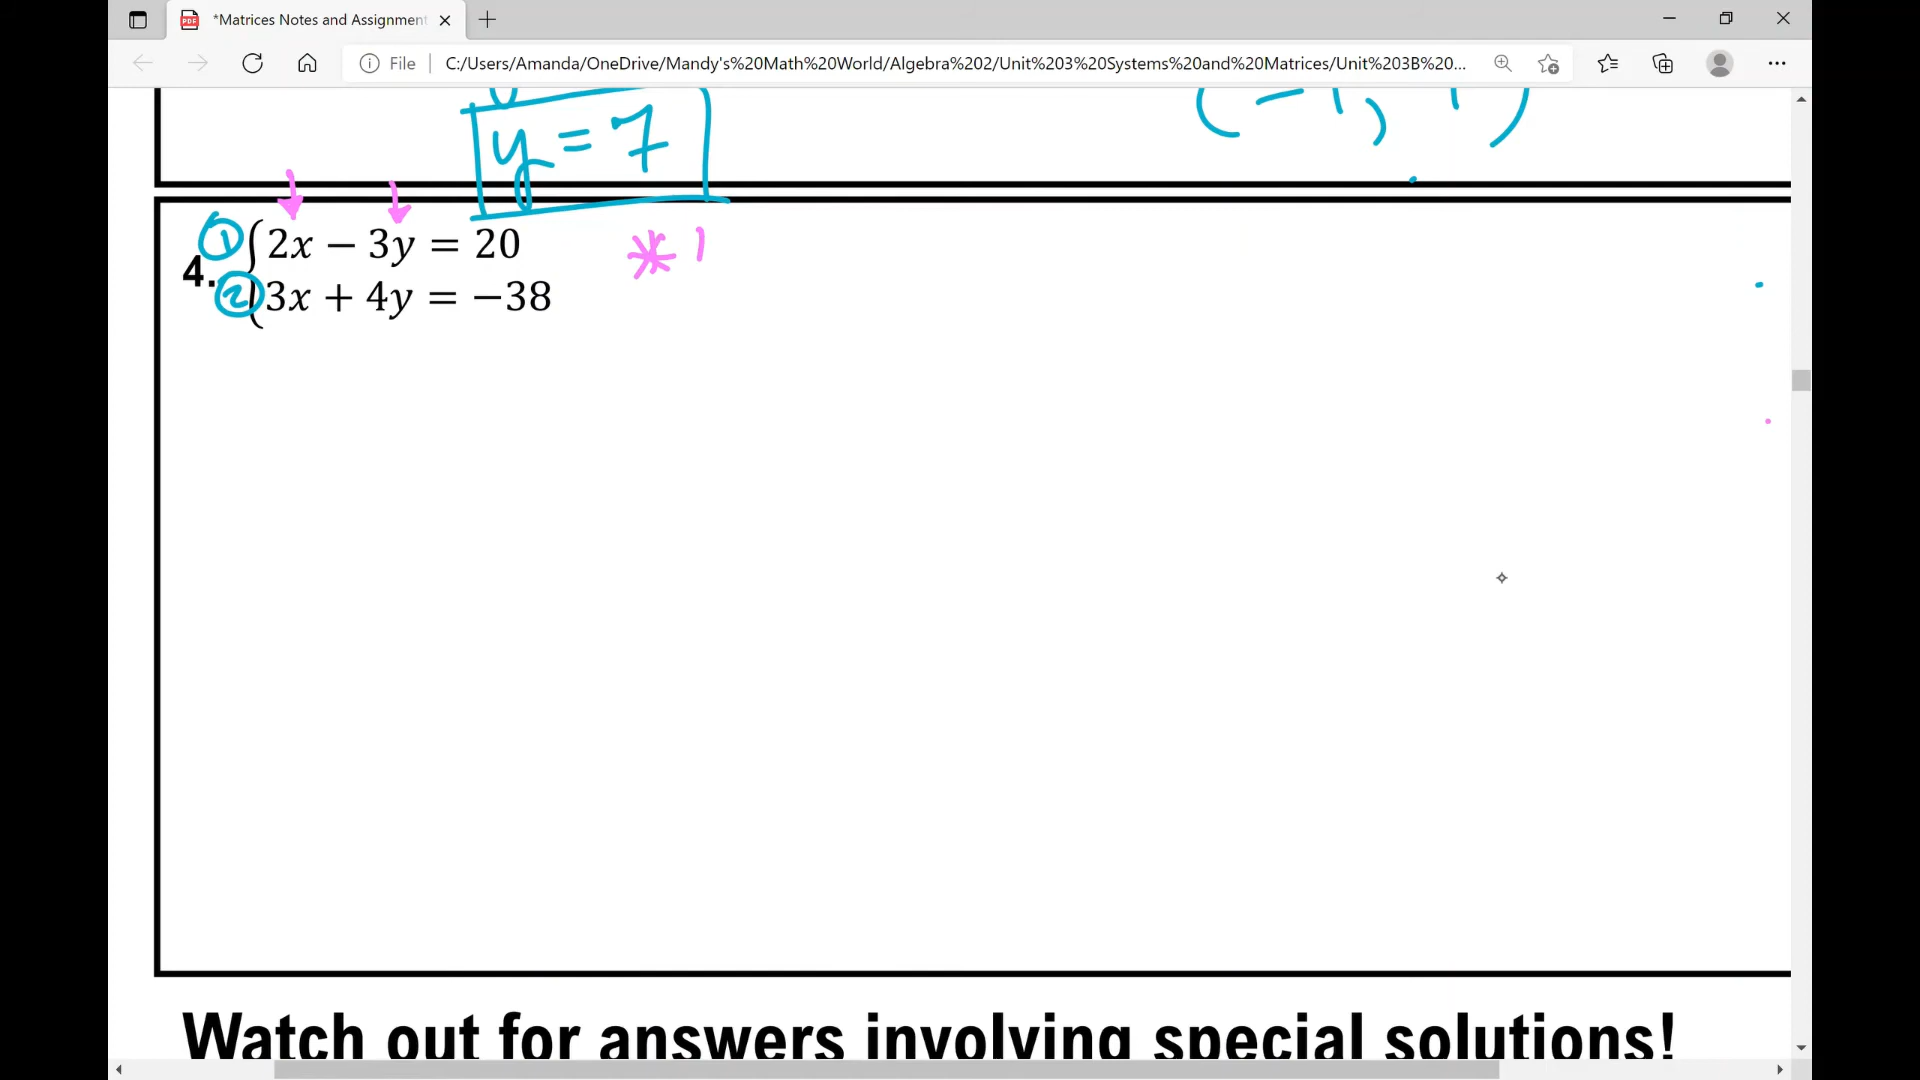 *Matrices Notes and Assignment
File
C:/Users/Amanda/OneDrive/Mandy's%20Math%20World/Algebra%202/Unit%203%20Systems%20and%20Matrices/Unit%203B%20...
y = 7
① 2x − 3y = 20 * 1
4.
② 3x + 4y = −38
Watch out for answers involving special solutions!